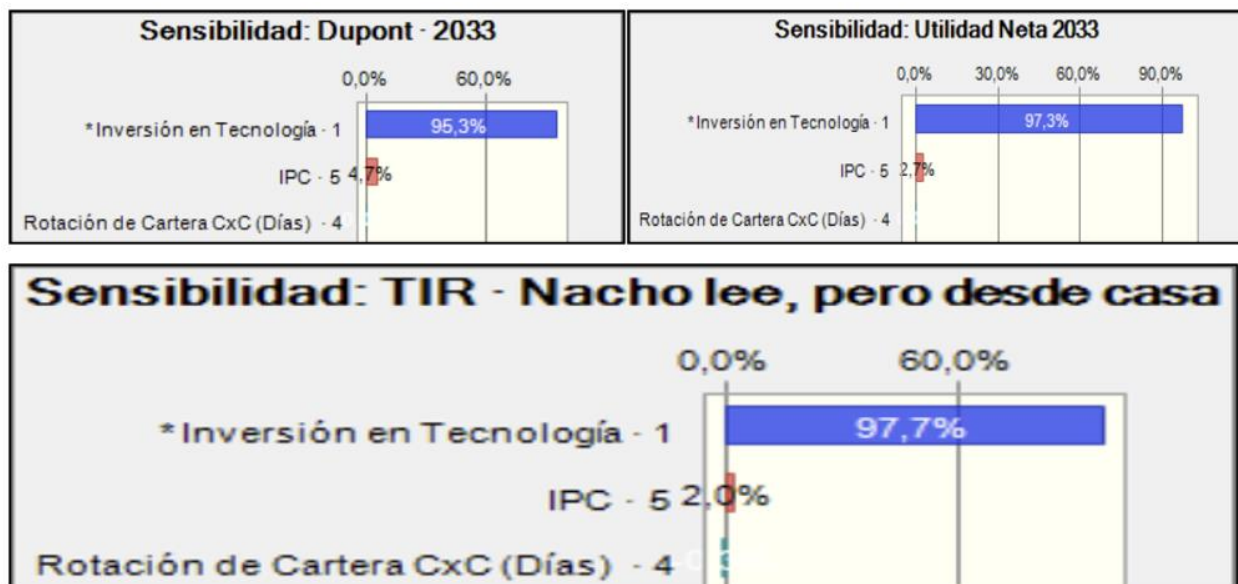 Sensibilidad: Dupont - 2033
0,0% 60,0%
*Inversión en Tecnología - 1 95,3%
IPC - 5 4,7%
Rotación de Cartera CxC (Días) - 4
Sensibilidad: Utilidad Neta 2033
0,0% 30,0% 60,0% 90,0%
*Inversión en Tecnología - 1 97,3%
IPC - 5 2,7%
Rotación de Cartera CxC (Días) - 4
Sensibilidad: TIR - Nacho lee, pero desde casa
0,0% 60,0%
*Inversión en Tecnología - 1 97,7%
IPC - 5 2,0%
Rotación de Cartera CxC (Días) - 4